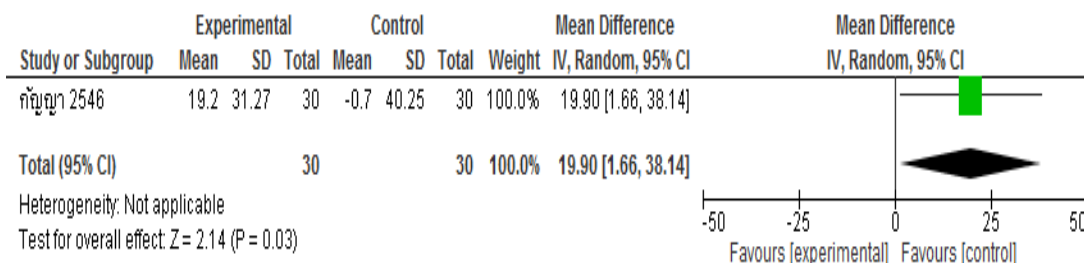 Experimental Control Mean Difference Mean Difference
Study or Subgroup Mean SD Total Mean SD Total Weight IV, Random, 95% CI IV, Random, 95% CI
กัญญา 2546 19.2 31.27 30 -0.7 40.25 30 100.0% 19.90 [1.66, 38.14]
Total (95% CI) 30 30 100.0% 19.90 [1.66, 38.14]
Heterogeneity: Not applicable
Test for overall effect: Z = 2.14 (P = 0.03)
-50 -25 0 25 50
Favours [experimental] Favours [control]